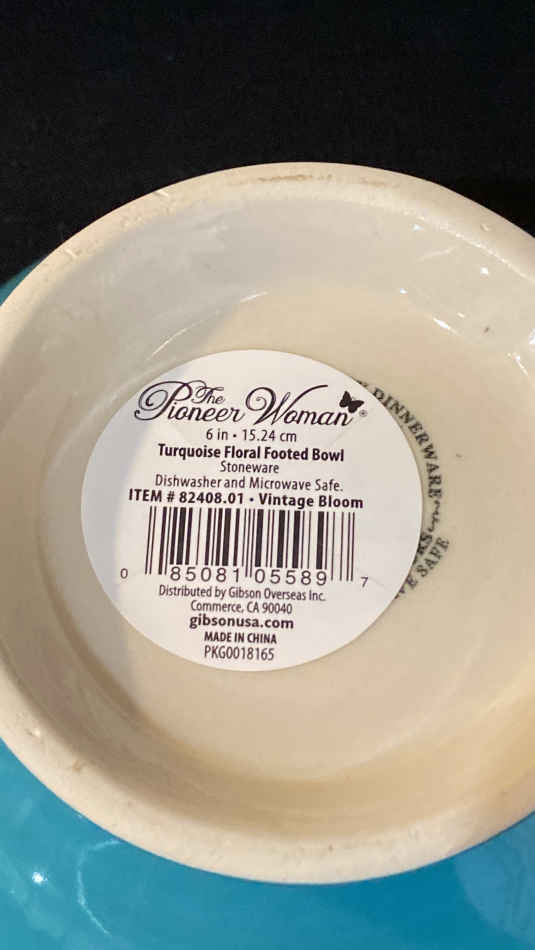 The
Pioneer Woman®
6 in • 15.24 cm
Turquoise Floral Footed Bowl
Stoneware
Dishwasher and Microwave Safe.
ITEM # 82408.01 • Vintage Bloom
0 85081 05589 7
Distributed by Gibson Overseas Inc.
Commerce, CA 90040
gibsonusa.com
MADE IN CHINA
PKG0018165
DINNERWARE
SAFE